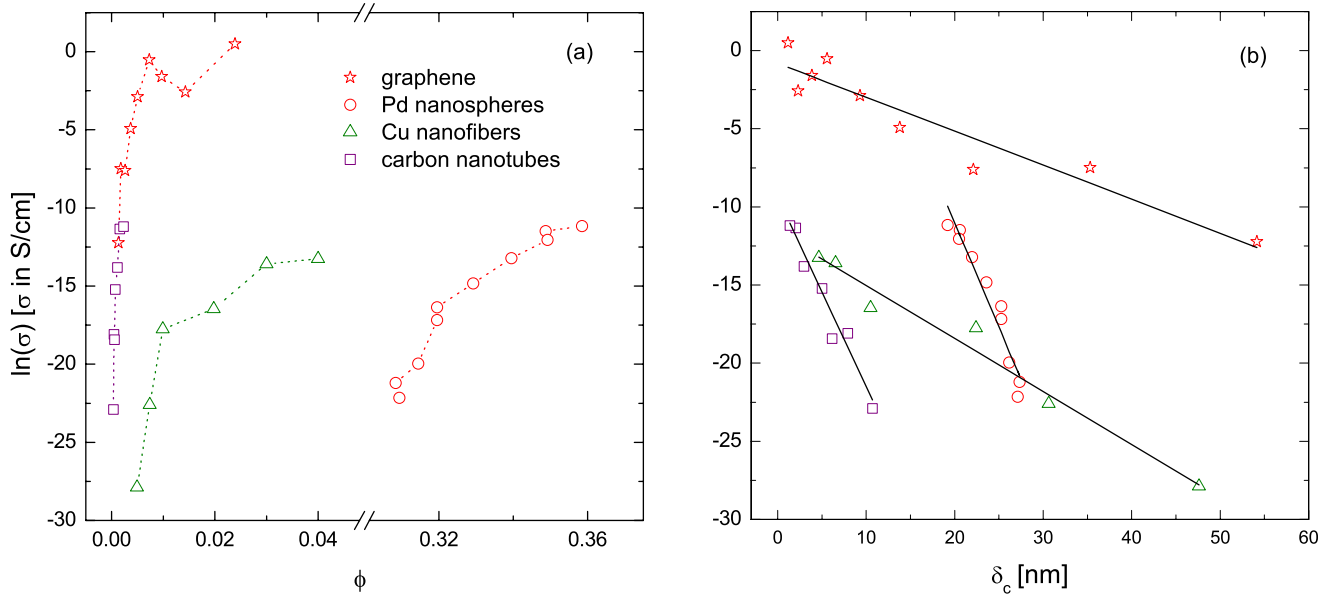 (a)
graphene
Pd nanospheres
Cu nanofibers
carbon nanotubes
ln(σ) [σ in S/cm]
0
-5
-10
-15
-20
-25
-30
0.00 0.02 0.04 0.32 0.36
ϕ
(b)
0
-5
-10
-15
-20
-25
-30
0 10 20 30 40 50 60
δc [nm]